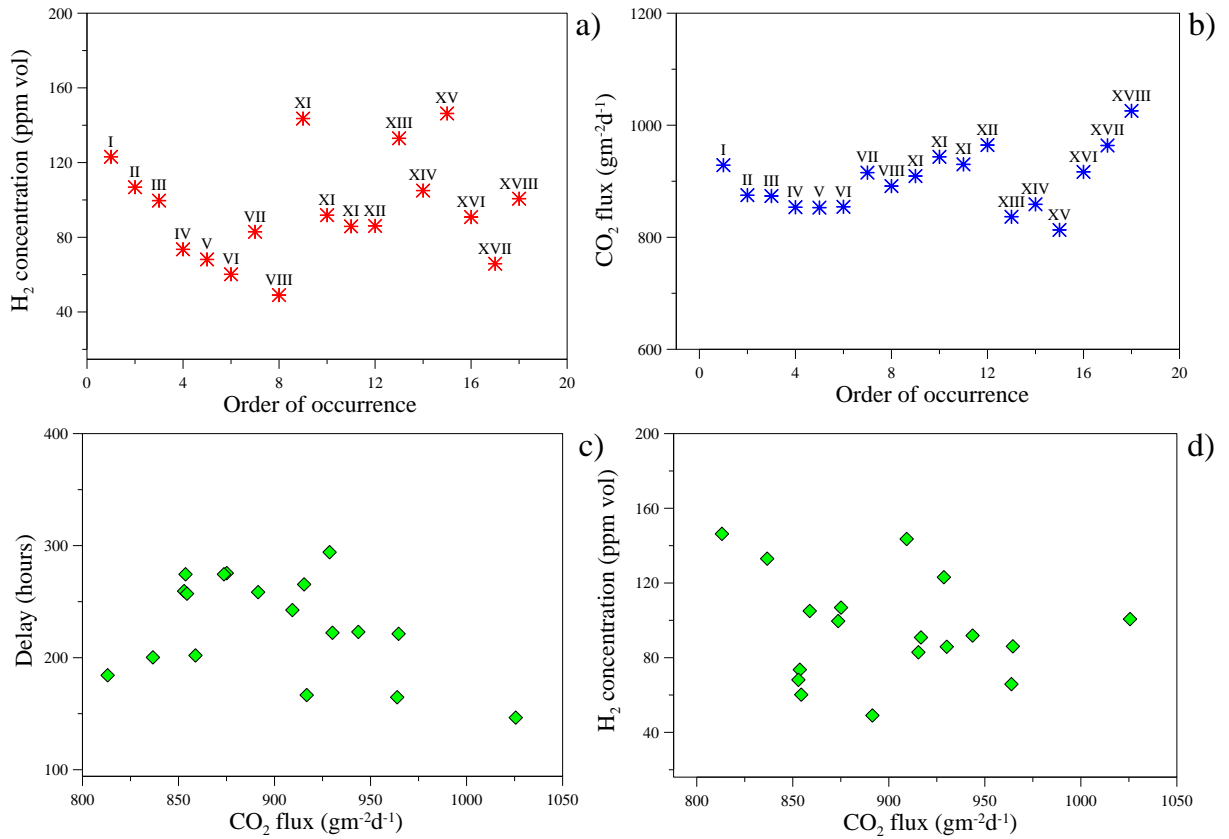 a)
200
160
120
80
40
H₂ concentration (ppm vol)
I
II
III
IV
V
VI
VII
VIII
XI
XI
XI
XII
XIII
XIV
XV
XVI
XVII
XVIII
0 4 8 12 16 20
Order of occurrence
b)
1200
1000
800
600
CO₂ flux (gm⁻²d⁻¹)
I
II
III
IV
V
VI
VII
VIII
XI
XI
XI
XII
XIII
XIV
XV
XVI
XVII
XVIII
0 4 8 12 16 20
Order of occurrence
c)
400
300
200
100
Delay (hours)
800 850 900 950 1000 1050
CO₂ flux (gm⁻²d⁻¹)
d)
200
160
120
80
40
H₂ concentration (ppm vol)
800 850 900 950 1000 1050
CO₂ flux (gm⁻²d⁻¹)